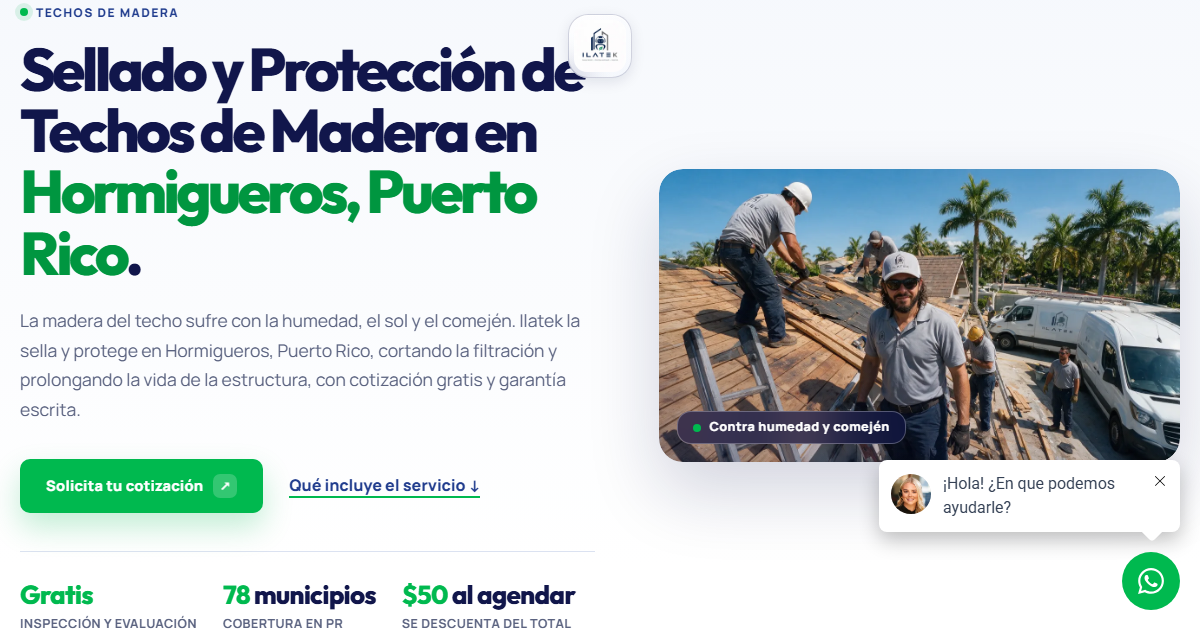 TECHOS DE MADERA
ILATEK
Sellado y Protección de
Techos de Madera en
Hormigueros, Puerto
Rico.
La madera del techo sufre con la humedad, el sol y el comején. Ilatek la
sella y protege en Hormigueros, Puerto Rico, cortando la filtración y
prolongando la vida de la estructura, con cotización gratis y garantía
escrita.
Solicita tu cotización ↗
Qué incluye el servicio ↓
ILATEK
Contra humedad y comején
¡Hola! ¿En que podemos
ayudarle?
Gratis
INSPECCIÓN Y EVALUACIÓN
78 municipios
COBERTURA EN PR
$50 al agendar
SE DESCUENTA DEL TOTAL